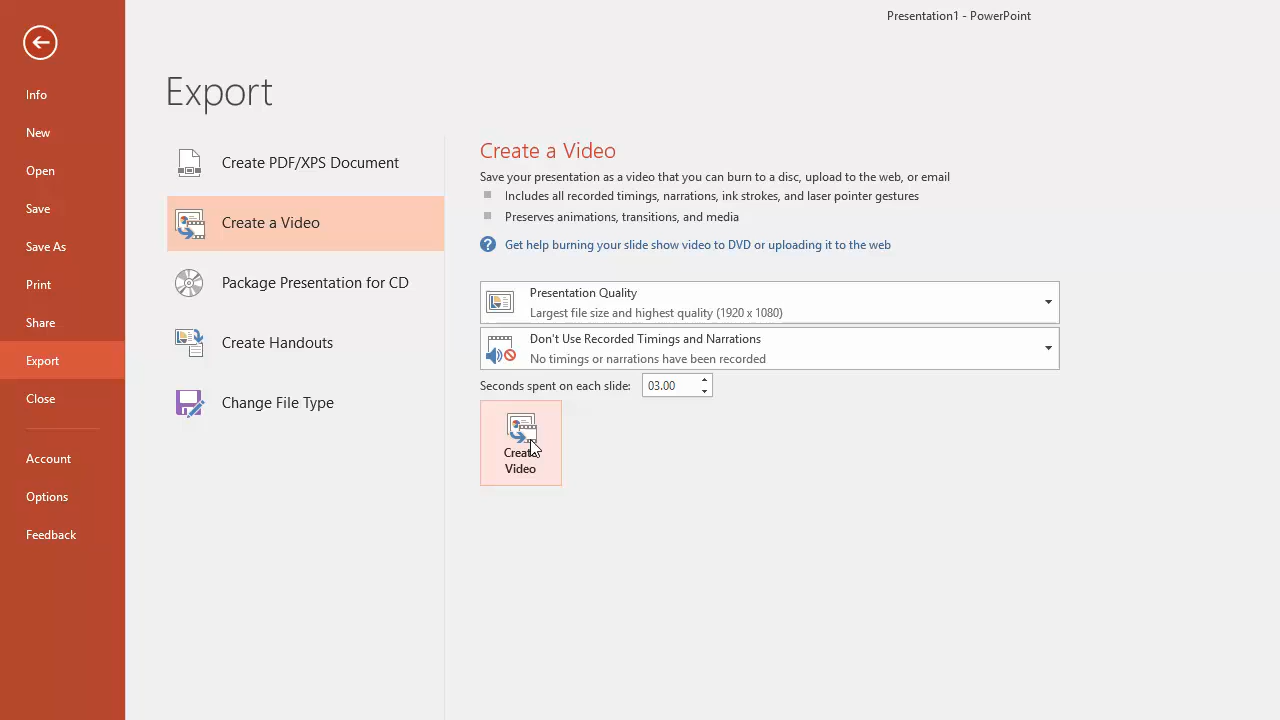 Presentation1 - PowerPoint
Info
New
Open
Save
Save As
Print
Share
Export
Close
Account
Options
Feedback
Export
Create PDF/XPS Document
Create a Video
Package Presentation for CD
Create Handouts
Change File Type
Create a Video
Save your presentation as a video that you can burn to a disc, upload to the web, or email
Includes all recorded timings, narrations, ink strokes, and laser pointer gestures
Preserves animations, transitions, and media
Get help burning your slide show video to DVD or uploading it to the web
Presentation Quality
Largest file size and highest quality (1920 x 1080)
Don't Use Recorded Timings and Narrations
No timings or narrations have been recorded
Seconds spent on each slide: 03.00
Create
Video